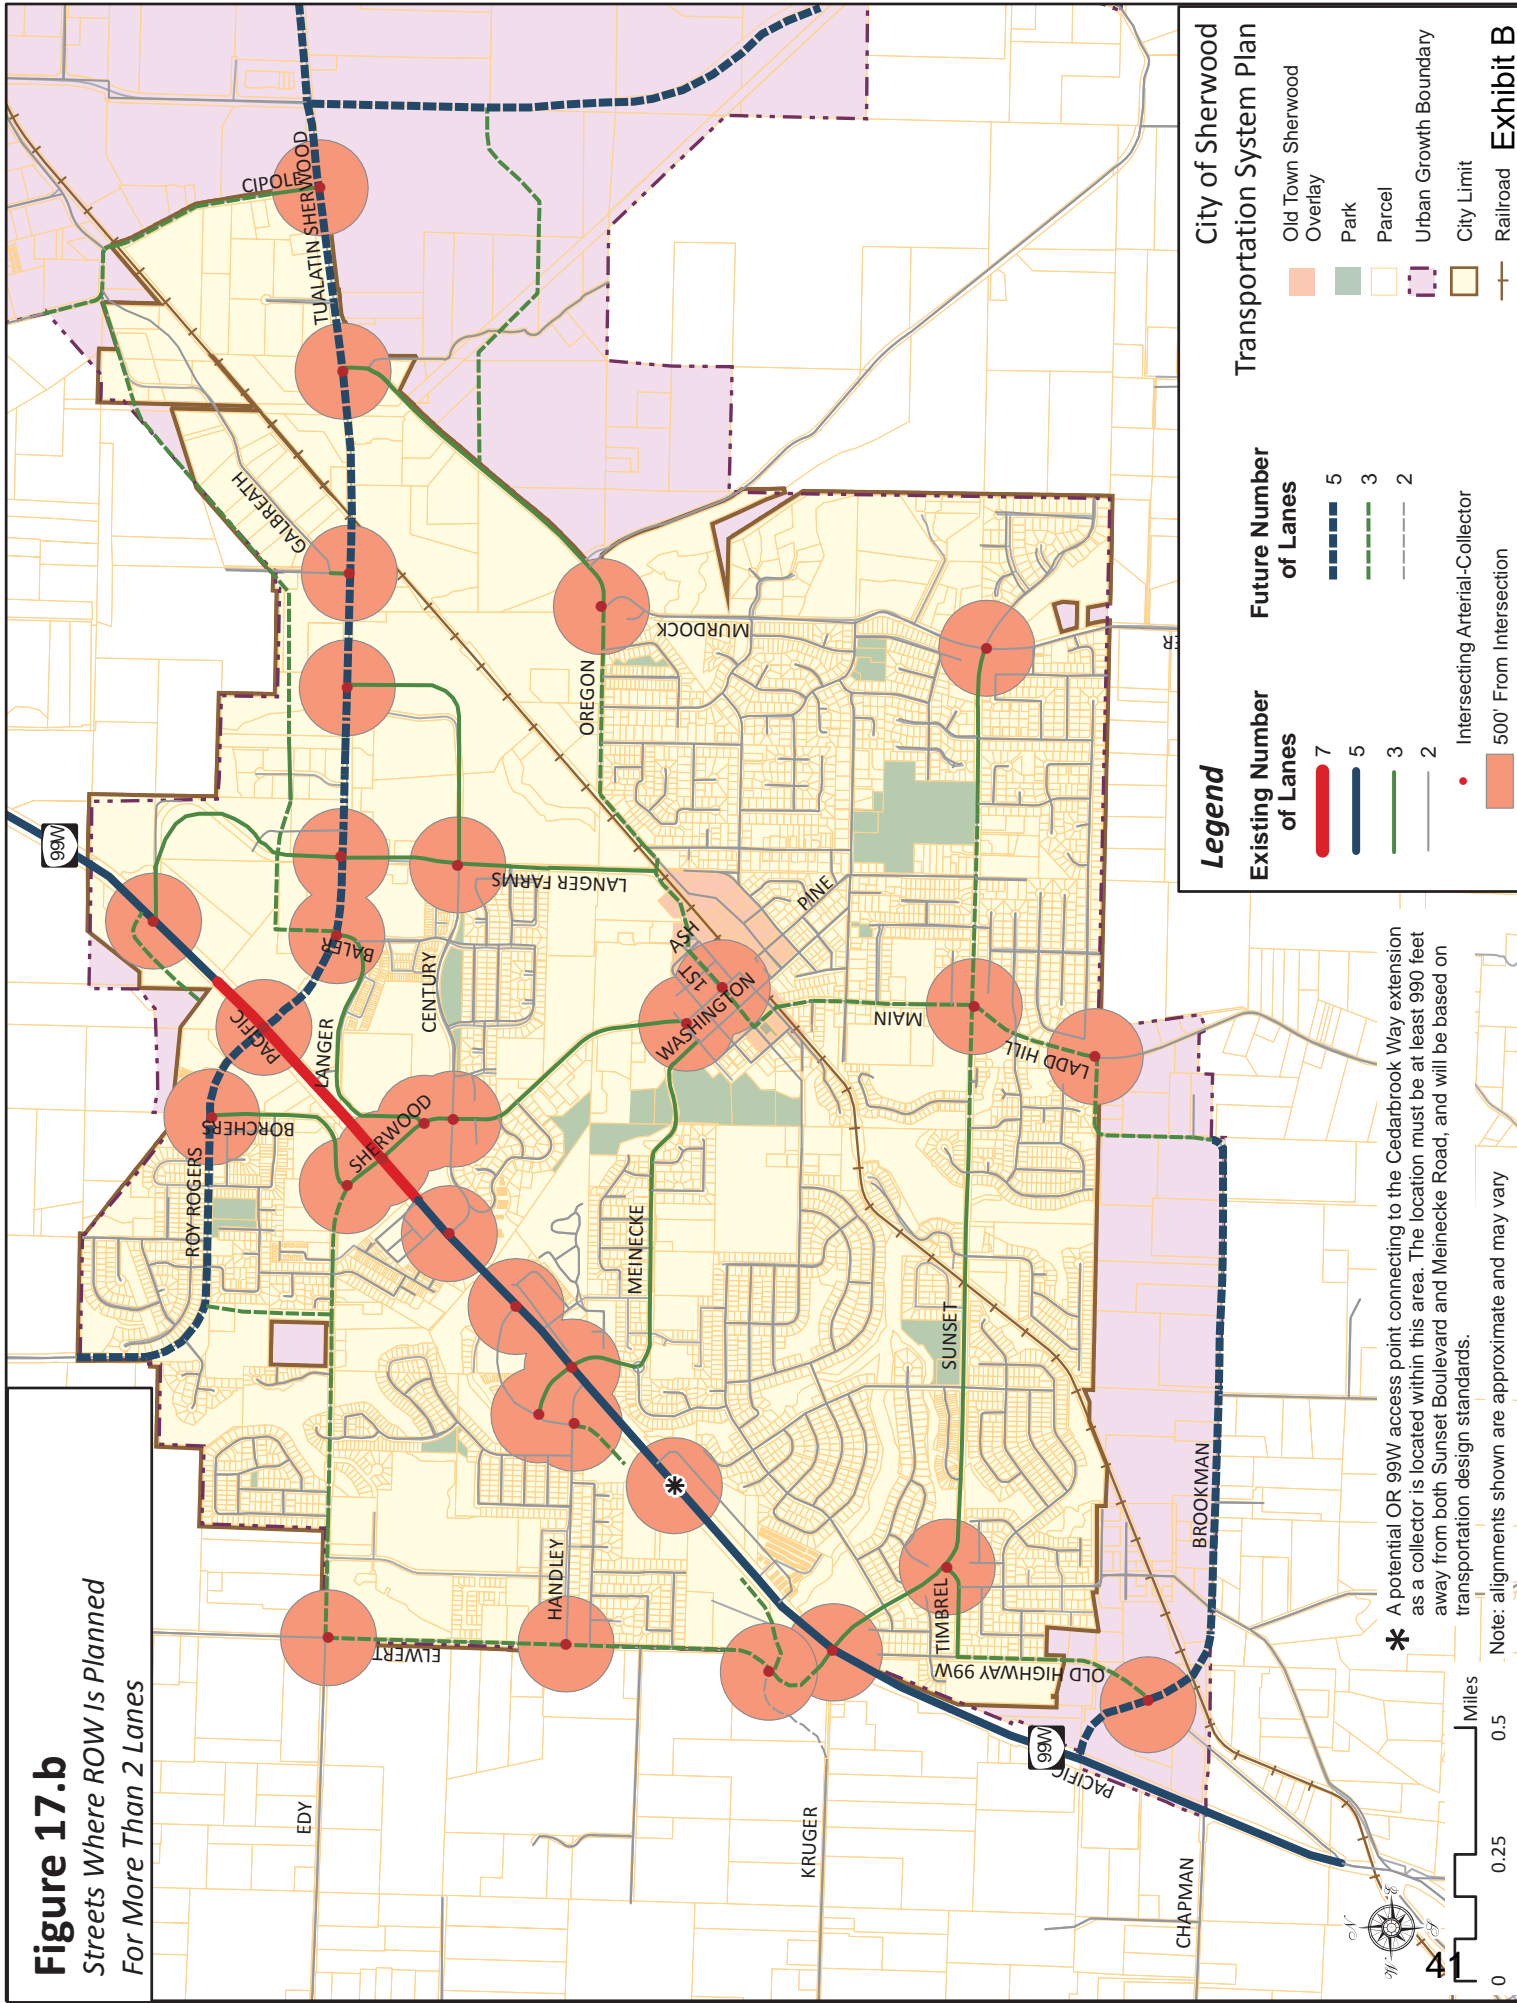 Figure 17.b
Streets Where ROW Is Planned
For More Than 2 Lanes
99W
CIPOLE
TUALATIN SHERWOOD
GALBREATH
PACIFIC
BORCHERS
ROY ROGERS
LANGER
BALER
SHERWOOD
CENTURY
LANGER FARMS
OREGON
MURDOCK
ASH
1ST
WASHINGTON
PINE
MAIN
LADD HILL
MEINECKE
SUNSET
EDY
ELWERT
HANDLEY
KRUGER
TIMBREL
OLD HIGHWAY 99W
99W
PACIFIC
BROOKMAN
CHAPMAN
ER
City of Sherwood
Transportation System Plan
Legend
Existing Number
of Lanes
7
5
3
2
Future Number
of Lanes
5
3
2
Intersecting Arterial-Collector
500' From Intersection
Old Town Sherwood
Overlay
Park
Parcel
Urban Growth Boundary
City Limit
Railroad
Exhibit B
* A potential OR 99W access point connecting to the Cedarbrook Way extension
as a collector is located within this area. The location must be at least 990 feet
away from both Sunset Boulevard and Meinecke Road, and will be based on
transportation design standards.
Note: alignments shown are approximate and may vary
0 0.25 0.5
Miles
41